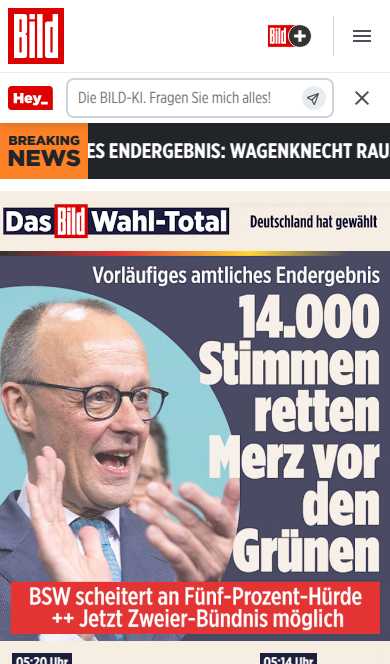 Bild
Bild
Hey_
Die BILD-KI. Fragen Sie mich alles!
BREAKING
NEWS
ES ENDERGEBNIS: WAGENKNECHT RAU
Das Bild Wahl-Total
Deutschland hat gewählt
Vorläufiges amtliches Endergebnis
14.000
Stimmen
retten
Merz vor
den
Grünen
BSW scheitert an Fünf-Prozent-Hürde
++ Jetzt Zweier-Bündnis möglich
05:20 Uhr
05:14 Uhr